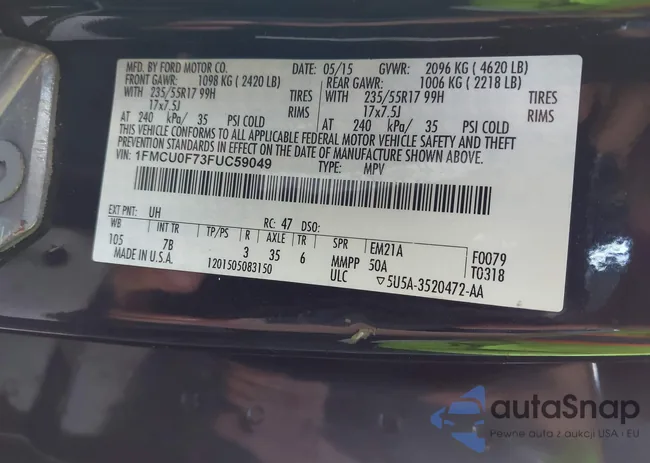 MFD. BY FORD MOTOR CO. DATE: 05/15 GVWR: 2096 KG ( 4620 LB)
FRONT GAWR: 1098 KG ( 2420 LB) REAR GAWR: 1006 KG ( 2218 LB)
WITH 235/55R17 99H TIRES WITH 235/55R17 99H TIRES
17x7.5J RIMS 17x7.5J RIMS
AT 240 kPa/ 35 PSI COLD AT 240 kPa/ 35 PSI COLD
THIS VEHICLE CONFORMS TO ALL APPLICABLE FEDERAL MOTOR VEHICLE SAFETY AND THEFT
PREVENTION STANDARDS IN EFFECT ON THE DATE OF MANUFACTURE SHOWN ABOVE.
VIN: 1FMCU0F73FUC59049 TYPE: MPV
EXT PNT: UH RC: 47 DSO:
WB INT TR TP/PS R AXLE TR SPR EM21A F0079
105 7B 3 35 6 MMPP 50A T0318
MADE IN U.S.A. 1201505083150 ULC ▽5U5A-3520472-AA
autaSnap
Pewne auta z aukcji USA i EU